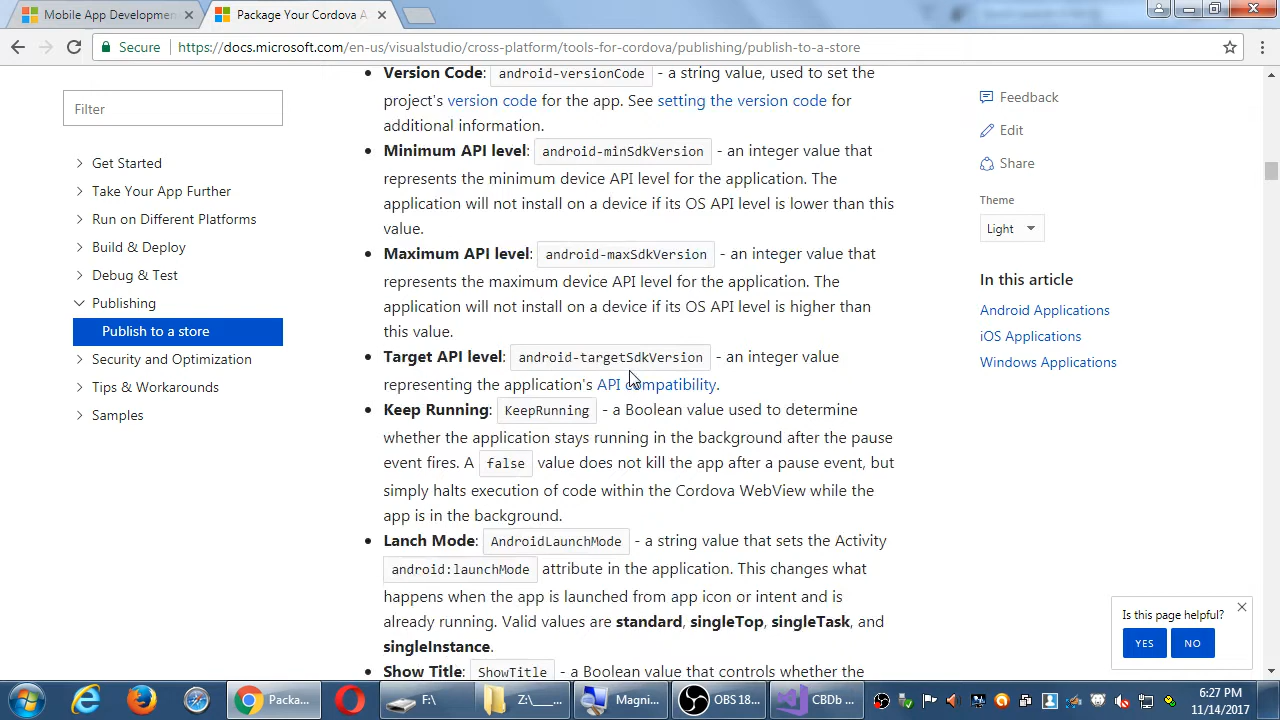 Mobile App Development
Package Your Cordova A
Secure
https://docs.microsoft.com/en-us/visualstudio/cross-platform/tools-for-cordova/publishing/publish-to-a-store
Filter
Get Started
Take Your App Further
Run on Different Platforms
Build & Deploy
Debug & Test
Publishing
Publish to a store
Security and Optimization
Tips & Workarounds
Samples
Version Code: android-versionCode - a string value, used to set the
project's version code for the app. See setting the version code for
additional information.
Minimum API level: android-minSdkVersion - an integer value that
represents the minimum device API level for the application. The
application will not install on a device if its OS API level is lower than this
value.
Maximum API level: android-maxSdkVersion - an integer value that
represents the maximum device API level for the application. The
application will not install on a device if its OS API level is higher than
this value.
Target API level: android-targetSdkVersion - an integer value
representing the application's API compatibility.
Keep Running: KeepRunning - a Boolean value used to determine
whether the application stays running in the background after the pause
event fires. A false value does not kill the app after a pause event, but
simply halts execution of code within the Cordova WebView while the
app is in the background.
Lanch Mode: AndroidLaunchMode - a string value that sets the Activity
android:launchMode attribute in the application. This changes what
happens when the app is launched from app icon or intent and is
already running. Valid values are standard, singleTop, singleTask, and
singleInstance.
Show Title: ShowTitle - a Boolean value that controls whether the
Feedback
Edit
Share
Theme
Light
In this article
Android Applications
iOS Applications
Windows Applications
Is this page helpful?
YES
NO
Packa...
F:\
Z:\___...
Magni...
OBS 18...
CBDb ...
6:27 PM
11/14/2017